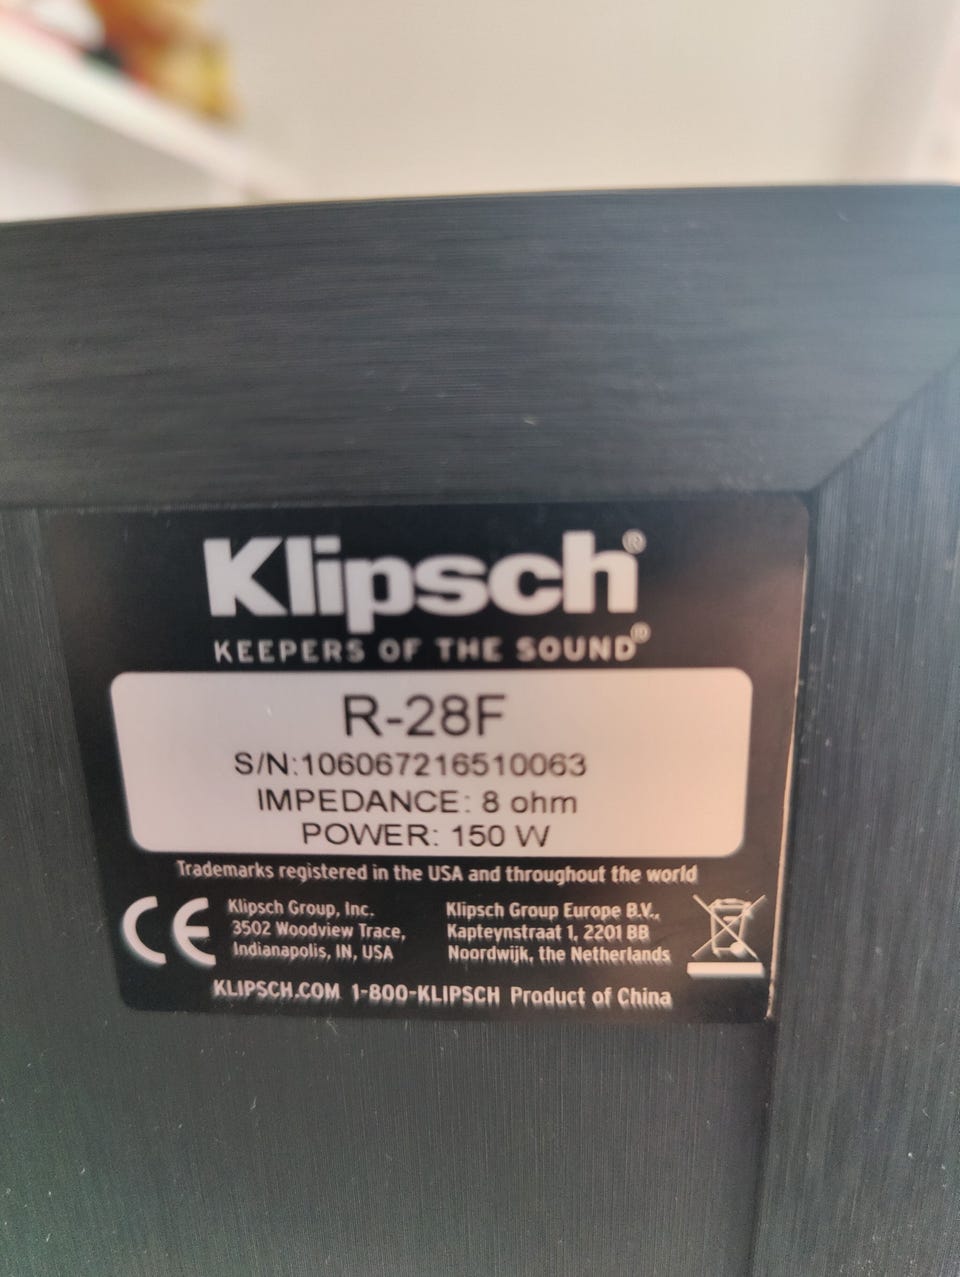 Klipsch®
KEEPERS OF THE SOUND®
R-28F
S/N:106067216510063
IMPEDANCE: 8 ohm
POWER: 150 W
Trademarks registered in the USA and throughout the world
CE
Klipsch Group, Inc.
3502 Woodview Trace,
Indianapolis, IN, USA
Klipsch Group Europe B.V.,
Kapteynstraat 1, 2201 BB
Noordwijk, the Netherlands
KLIPSCH.COM 1-800-KLIPSCH Product of China